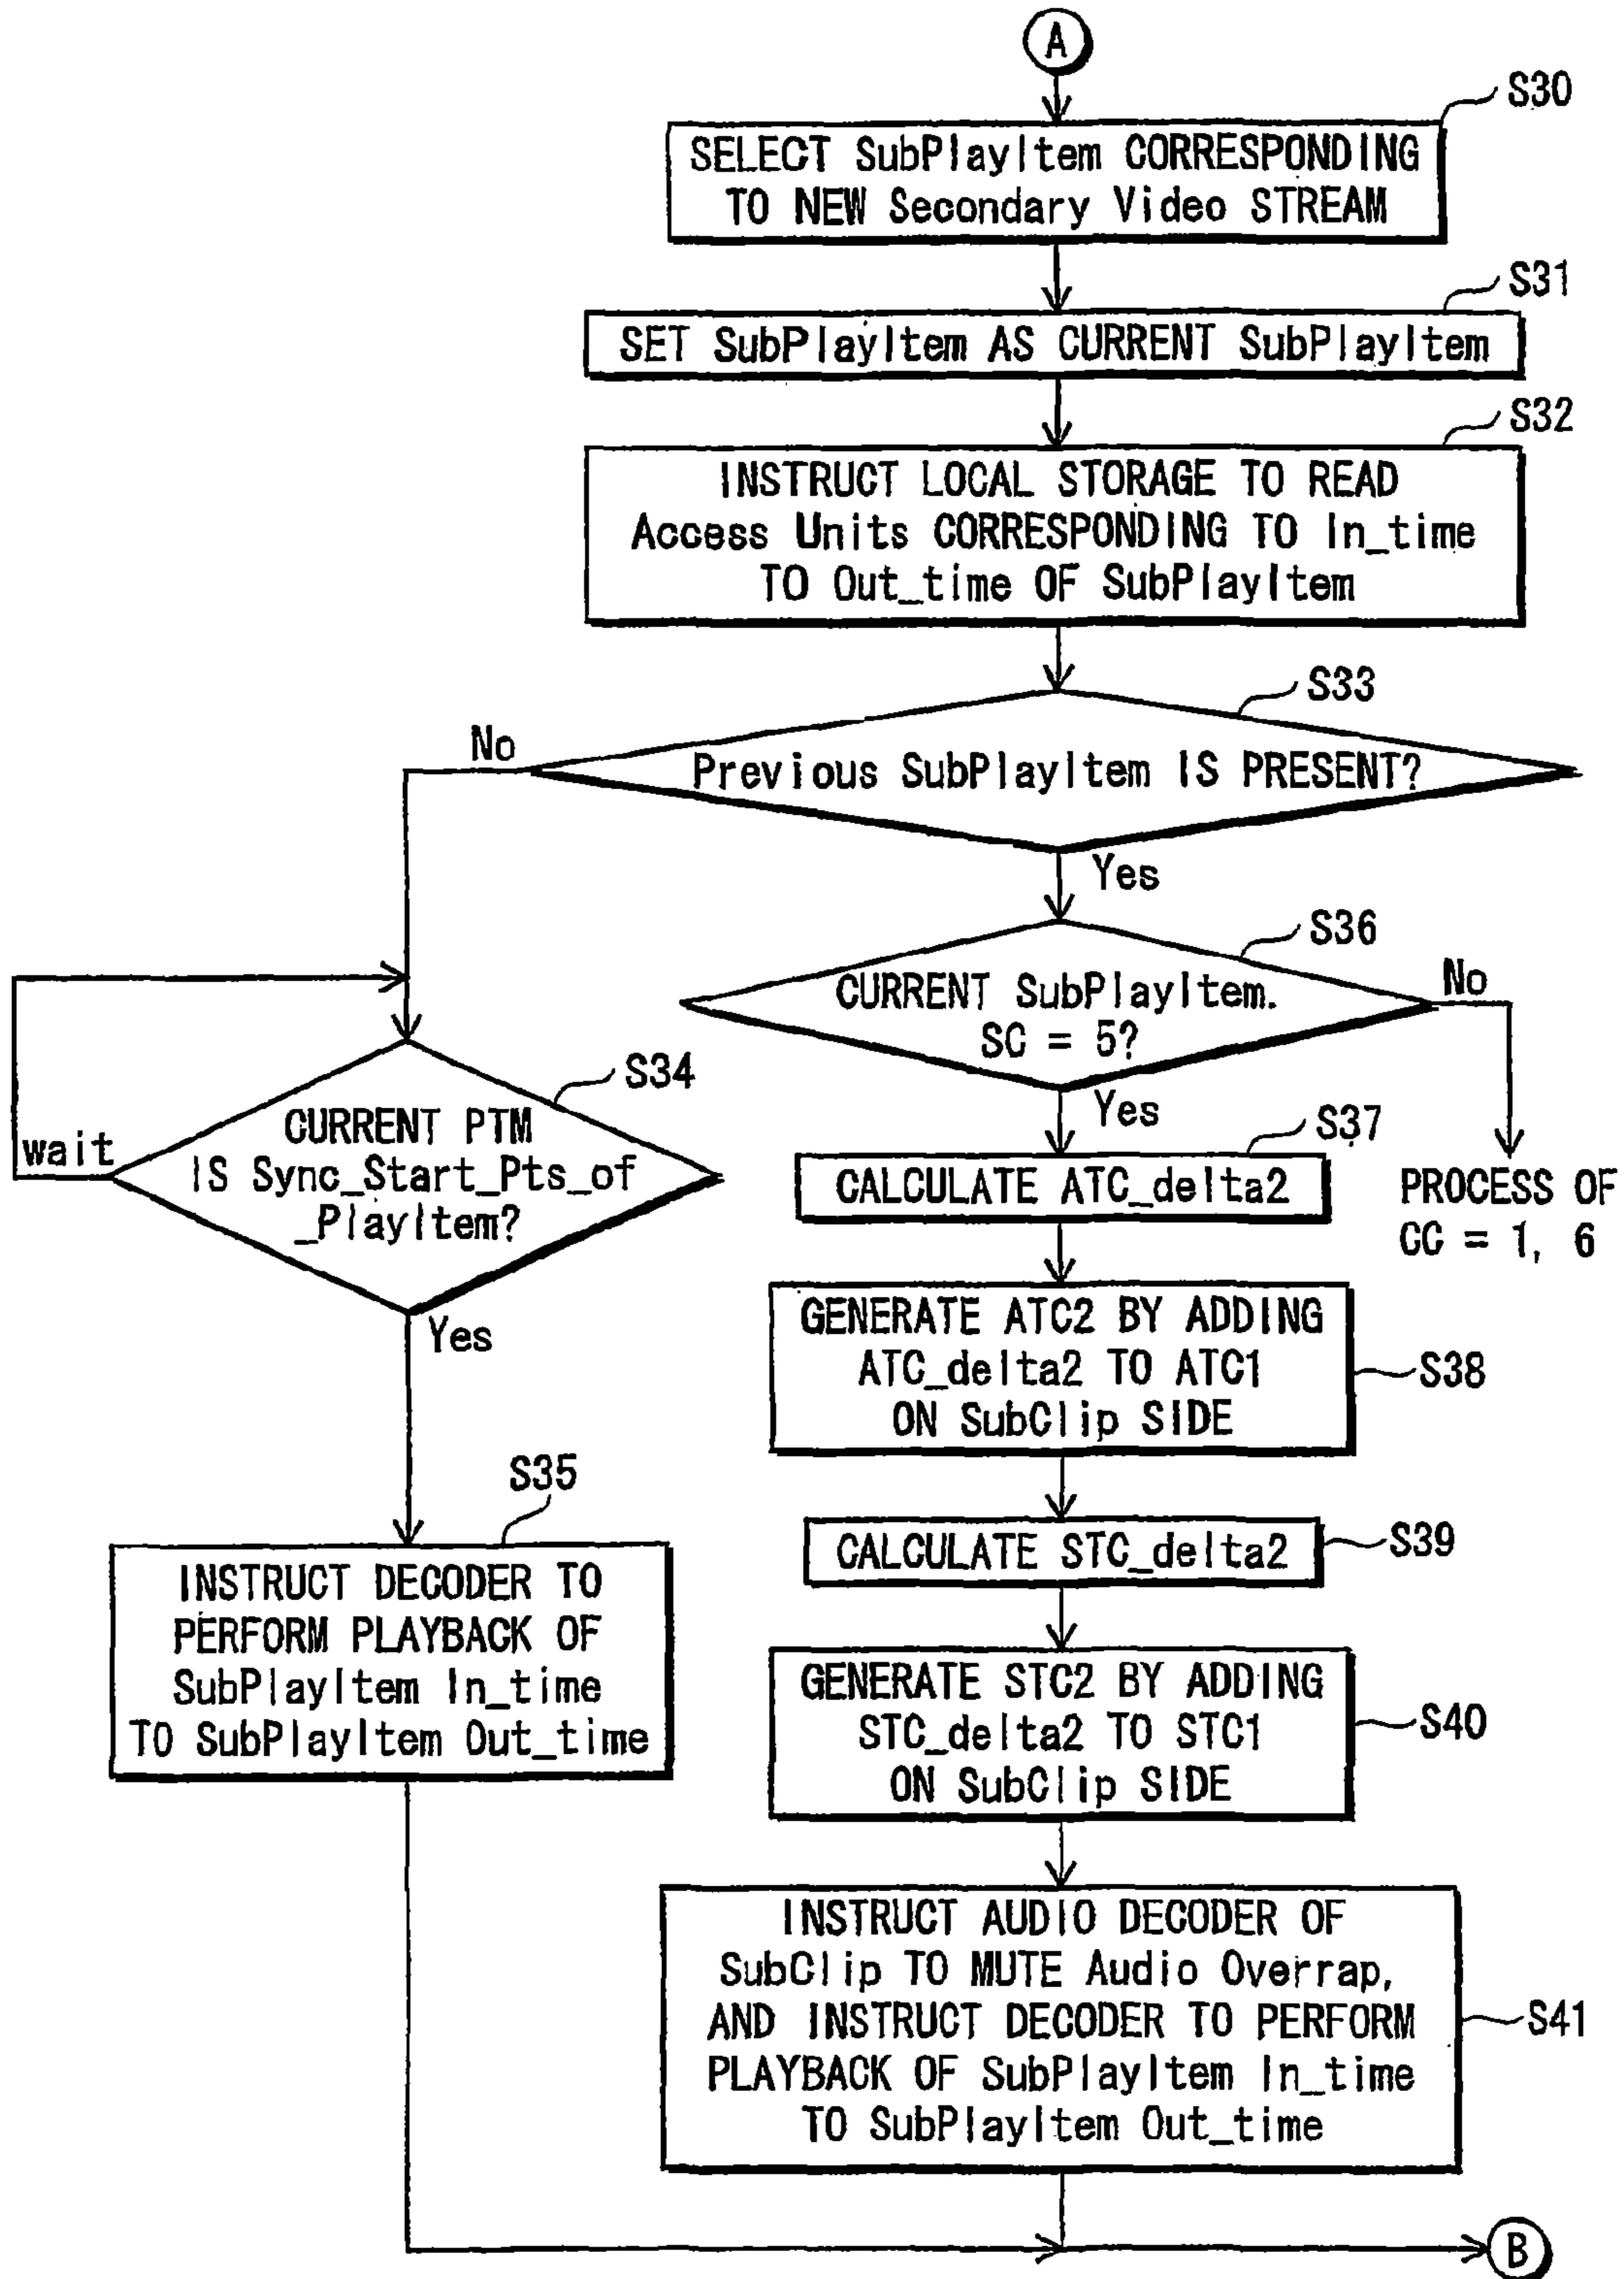 A
S30
SELECT SubPlayItem CORRESPONDING
TO NEW Secondary Video STREAM
S31
SET SubPlayItem AS CURRENT SubPlayItem
S32
INSTRUCT LOCAL STORAGE TO READ
Access Units CORRESPONDING TO In_time
TO Out_time OF SubPlayItem
S33
No
Previous SubPlayItem IS PRESENT?
Yes
S36
CURRENT SubPlayItem.
SC = 5?
No
Yes
PROCESS OF
CC = 1, 6
S34
CURRENT PTM
IS Sync_Start_Pts_of
_PlayItem?
wait
Yes
S35
INSTRUCT DECODER TO
PERFORM PLAYBACK OF
SubPlayItem In_time
TO SubPlayItem Out_time
S37
CALCULATE ATC_delta2
GENERATE ATC2 BY ADDING
ATC_delta2 TO ATC1
ON SubClip SIDE
S38
CALCULATE STC_delta2
S39
GENERATE STC2 BY ADDING
STC_delta2 TO STC1
ON SubClip SIDE
S40
INSTRUCT AUDIO DECODER OF
SubClip TO MUTE Audio Overrap,
AND INSTRUCT DECODER TO PERFORM
PLAYBACK OF SubPlayItem In_time
TO SubPlayItem Out_time
S41
B